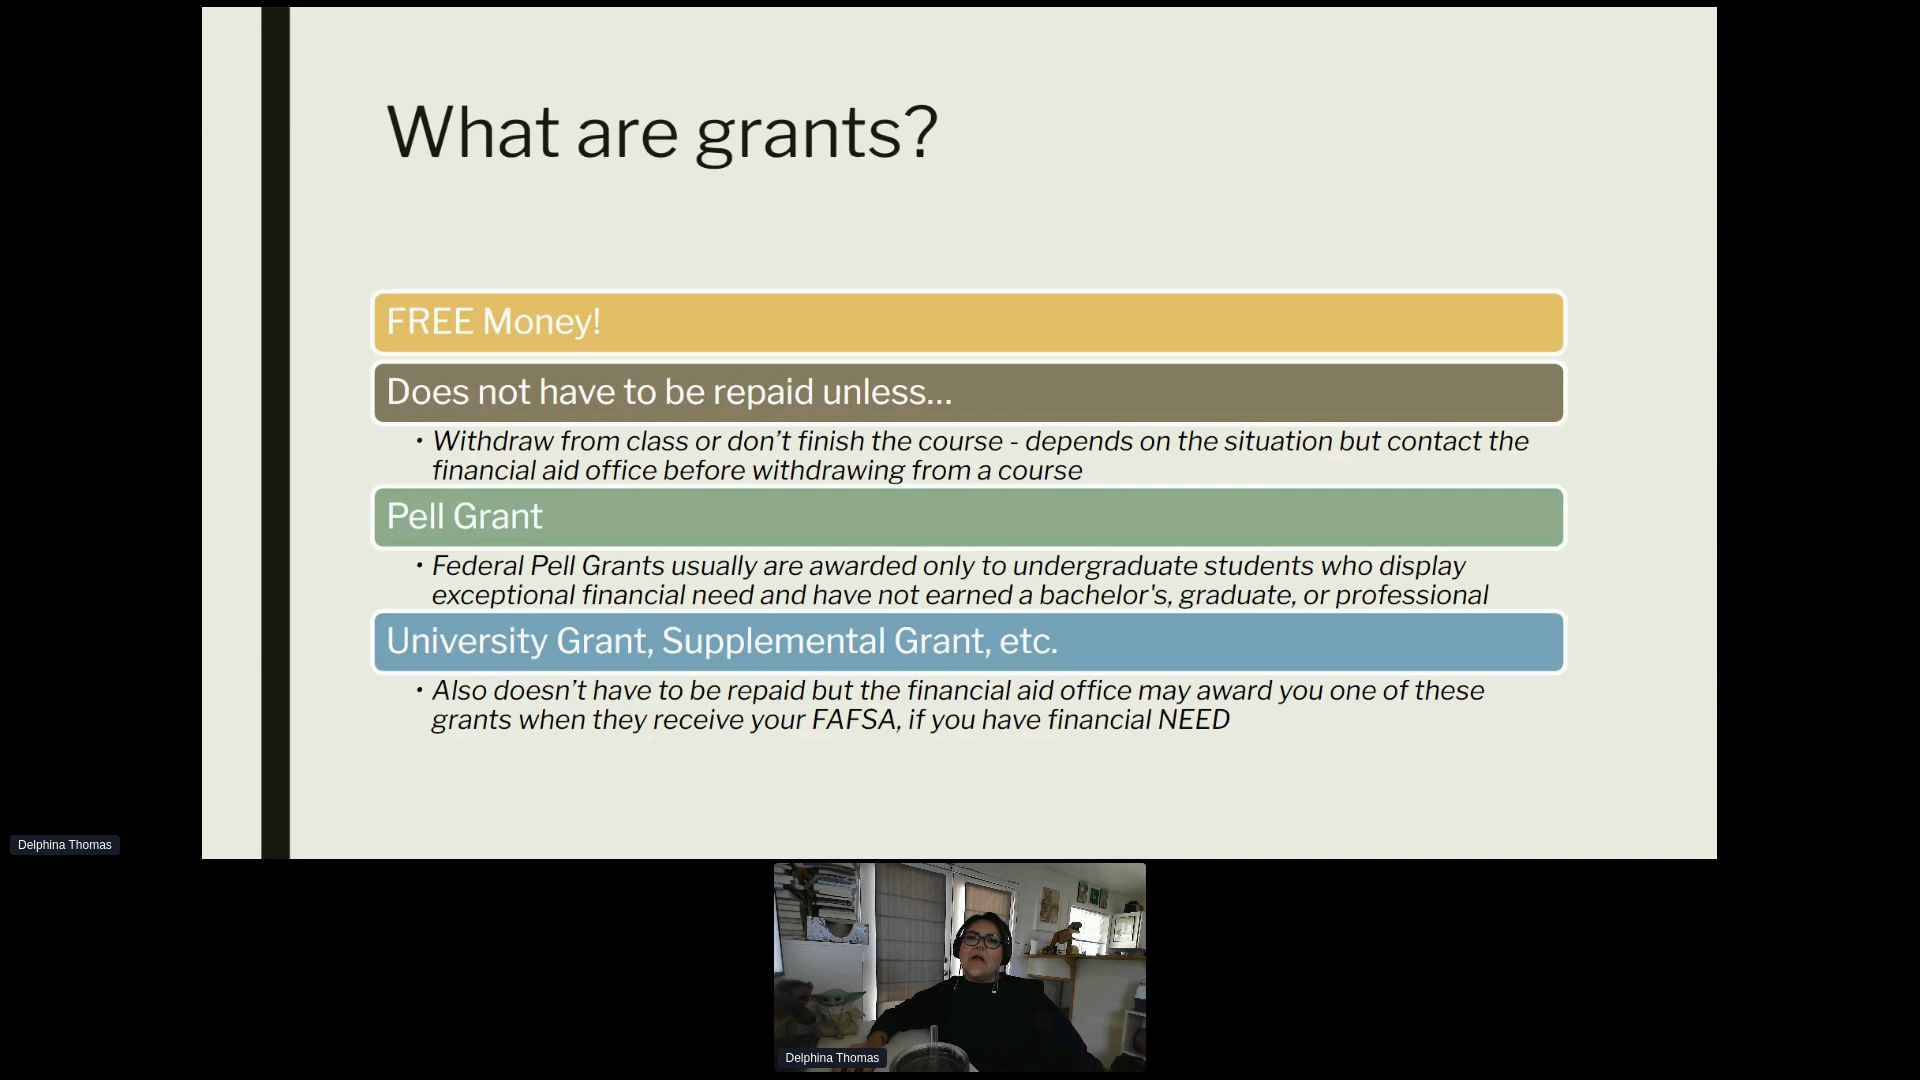 What are grants?
FREE Money!
Does not have to be repaid unless...
• Withdraw from class or don’t finish the course - depends on the situation but contact the
financial aid office before withdrawing from a course
Pell Grant
• Federal Pell Grants usually are awarded only to undergraduate students who display
exceptional financial need and have not earned a bachelor's, graduate, or professional
University Grant, Supplemental Grant, etc.
• Also doesn’t have to be repaid but the financial aid office may award you one of these
grants when they receive your FAFSA, if you have financial NEED
Delphina Thomas
Delphina Thomas